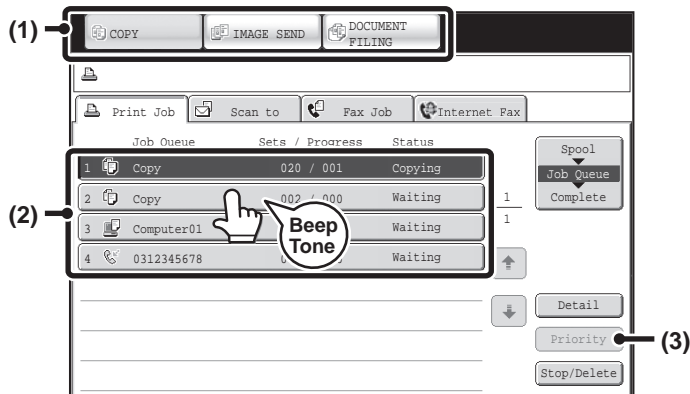 (1)
COPY
IMAGE SEND
DOCUMENT
FILING
Print Job
Scan to
Fax Job
Internet Fax
Job Queue
Sets / Progress
Status
Spool
Job Queue
Complete
(2)
1 Copy 020 / 001 Copying
2 Copy 002 / 000 Waiting
3 Computer01 Waiting
4 0312345678 Waiting
Beep
Tone
1
1
Detail
Priority
(3)
Stop/Delete